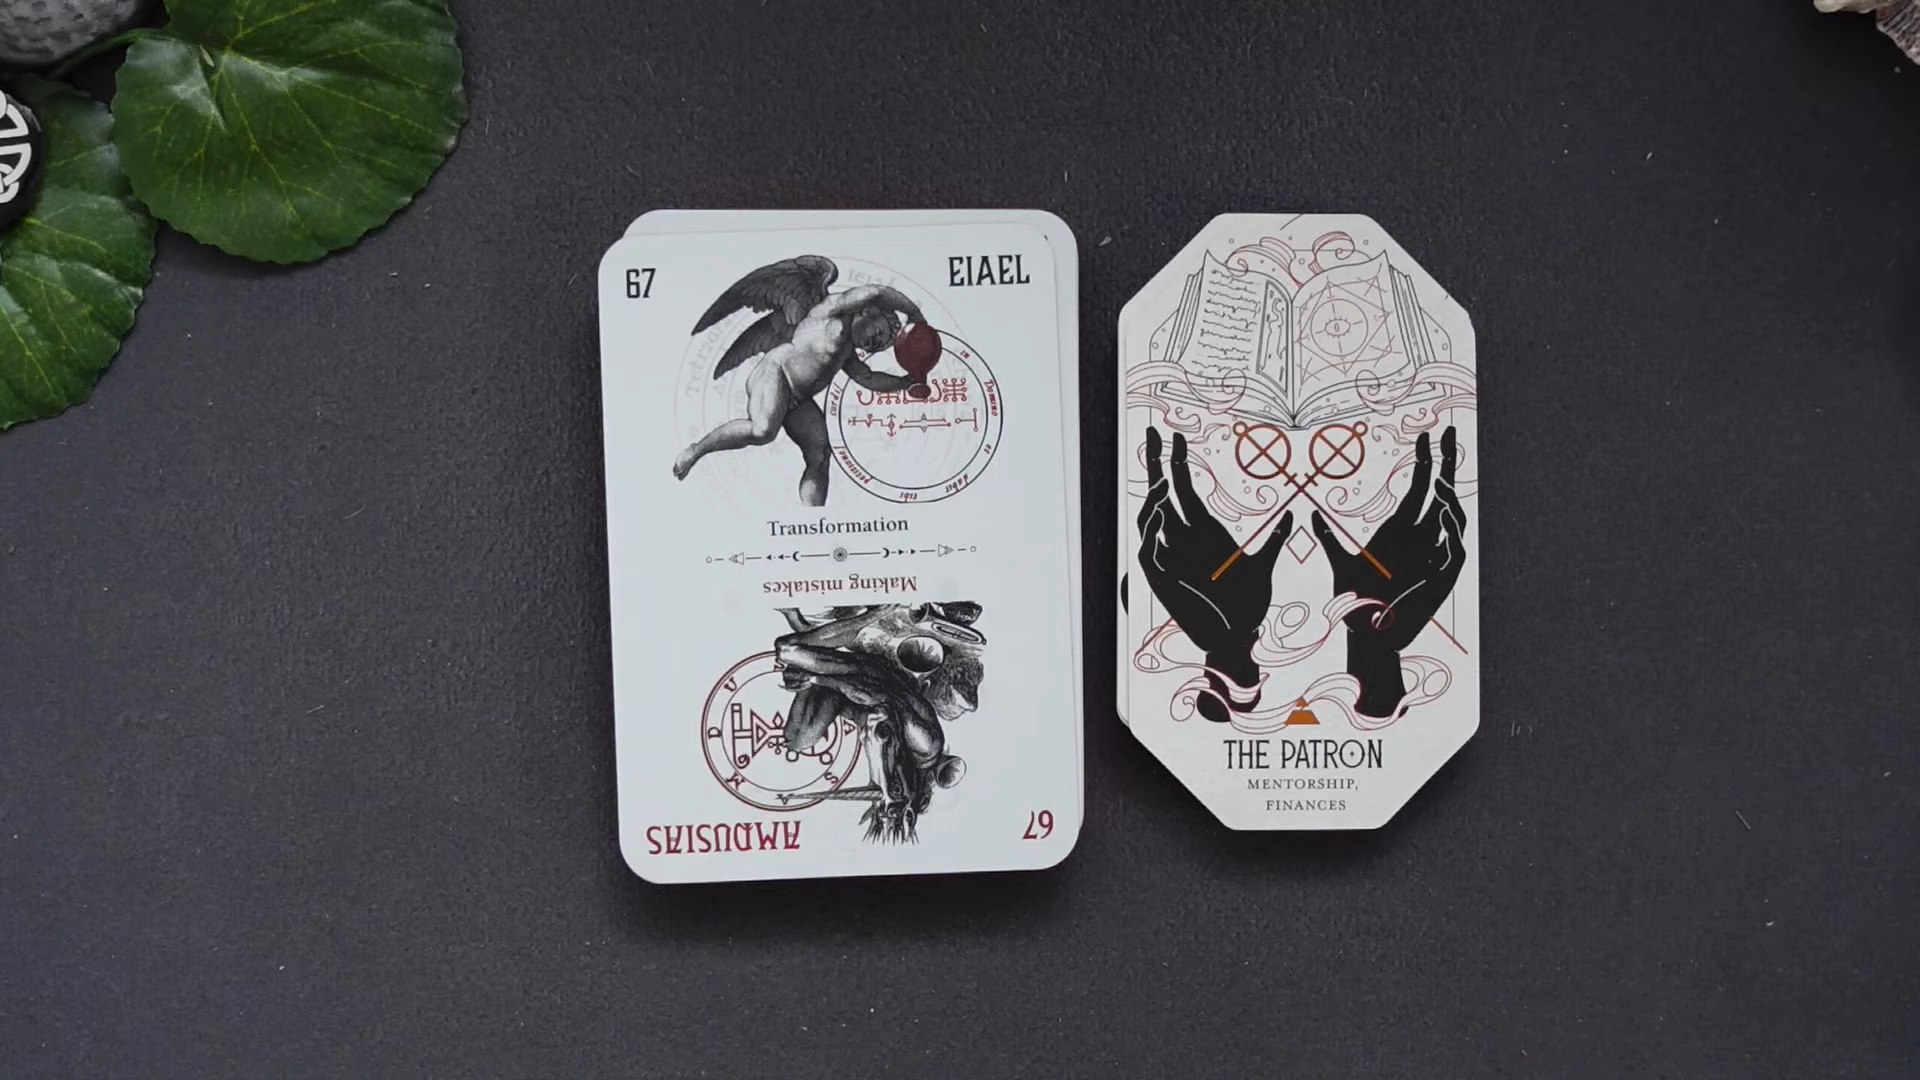 67
EIAEL
Transformation
Making mistakes
AMDUSIAS
67
THE PATRON
MENTORSHIP,
FINANCES